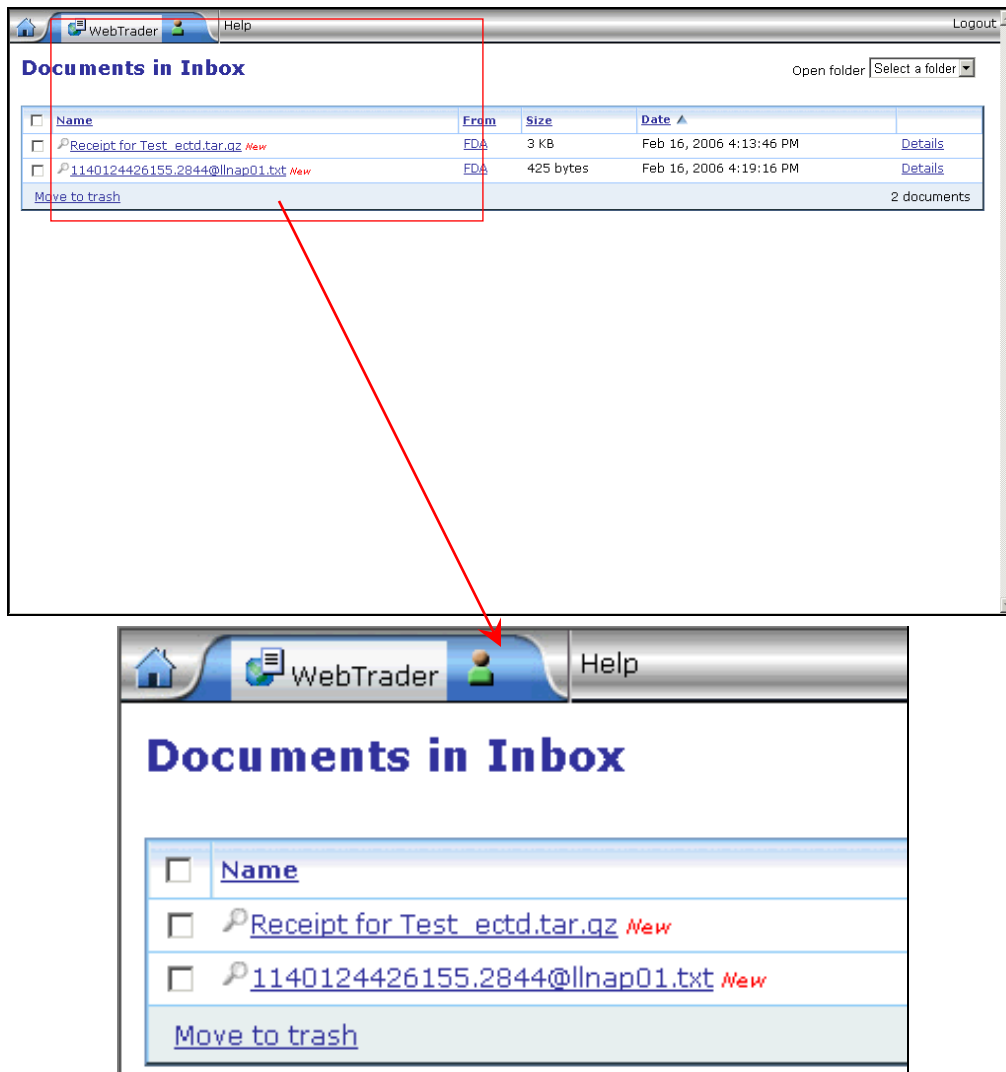 WebTrader Help Logout
Documents in Inbox
Open folder Select a folder
Name From Size Date
Receipt for Test_ectd.tar.gz New FDA 3 KB Feb 16, 2006 4:13:46 PM Details
1140124426155.2844@llnap01.txt New FDA 425 bytes Feb 16, 2006 4:19:16 PM Details
Move to trash 2 documents
WebTrader Help
Documents in Inbox
Name
Receipt for Test_ectd.tar.gz New
1140124426155.2844@llnap01.txt New
Move to trash